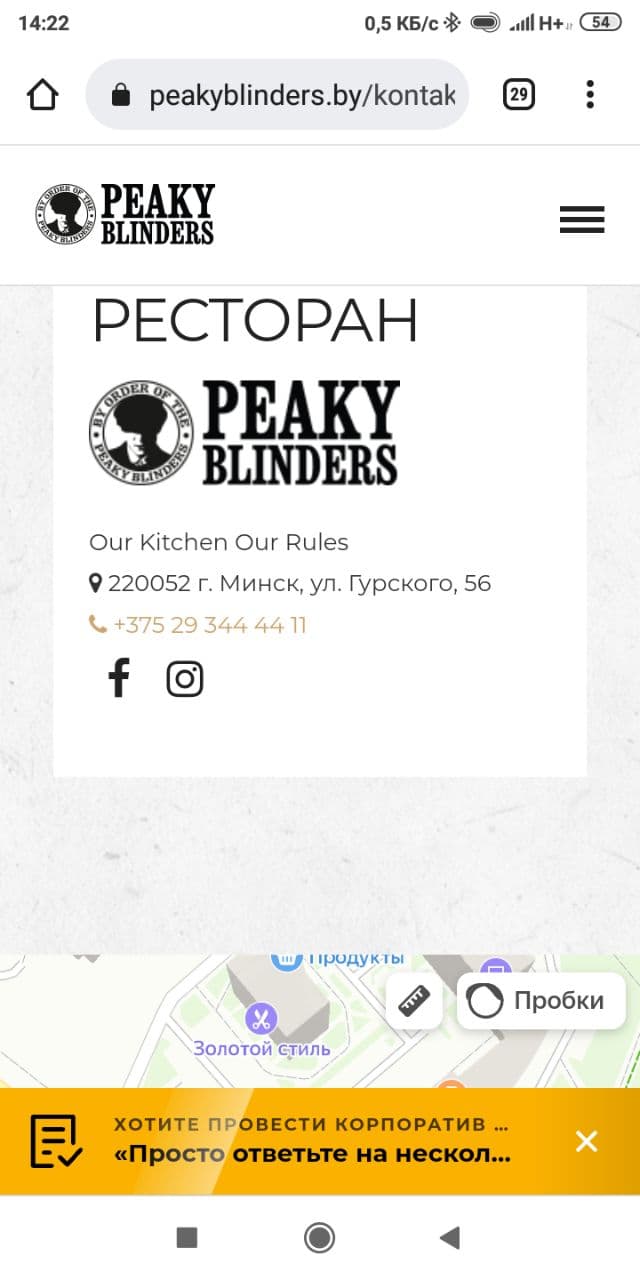 14:22
0,5 КБ/с
H+
54
peakyblinders.by/kontak
29
BY ORDER OF THE
PEAKY BLINDERS
PEAKY
BLINDERS
РЕСТОРАН
BY ORDER OF THE
PEAKY BLINDERS
PEAKY
BLINDERS
Our Kitchen Our Rules
220052 г. Минск, ул. Гурского, 56
+375 29 344 44 11
Продукты
Пробки
Золотой стиль
ХОТИТЕ ПРОВЕСТИ КОРПОРАТИВ ...
«Просто ответьте на нескол...